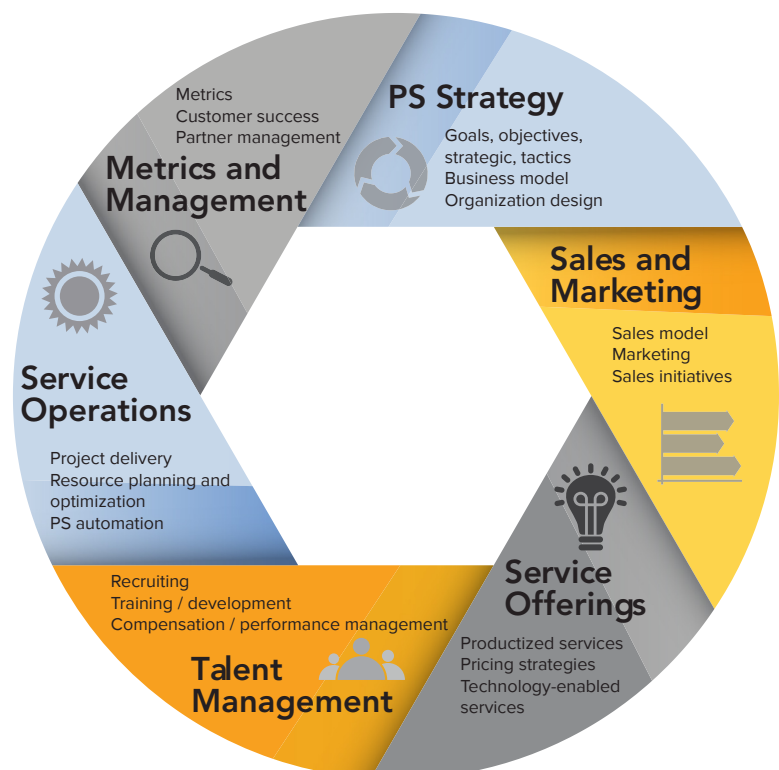 PS Strategy
Goals, objectives,
strategic, tactics
Business model
Organization design
Sales and
Marketing
Sales model
Marketing
Sales initiatives
Service
Offerings
Productized services
Pricing strategies
Technology-enabled
services
Recruiting
Training / development
Compensation / performance management
Talent
Management
Service
Operations
Project delivery
Resource planning and
optimization
PS automation
Metrics
Customer success
Partner management
Metrics and
Management